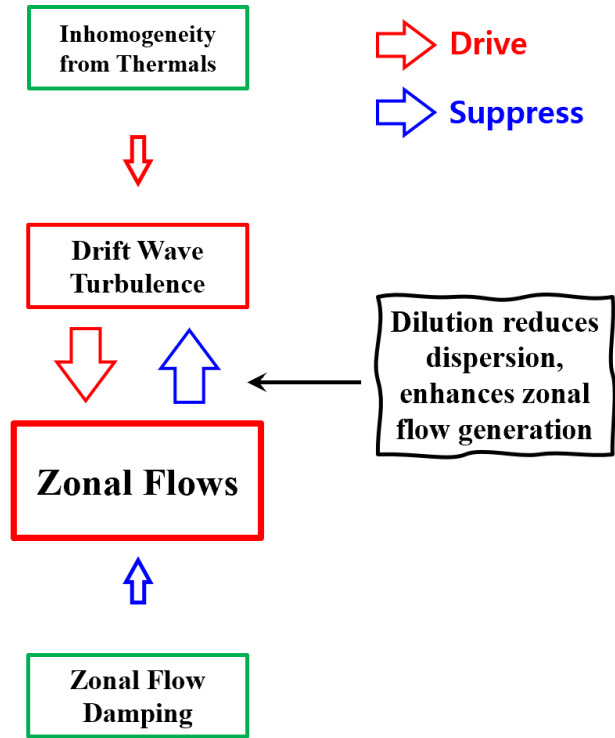 Inhomogeneity
from Thermals
Drive
Suppress
Drift Wave
Turbulence
Dilution reduces
dispersion,
enhances zonal
flow generation
Zonal Flows
Zonal Flow
Damping